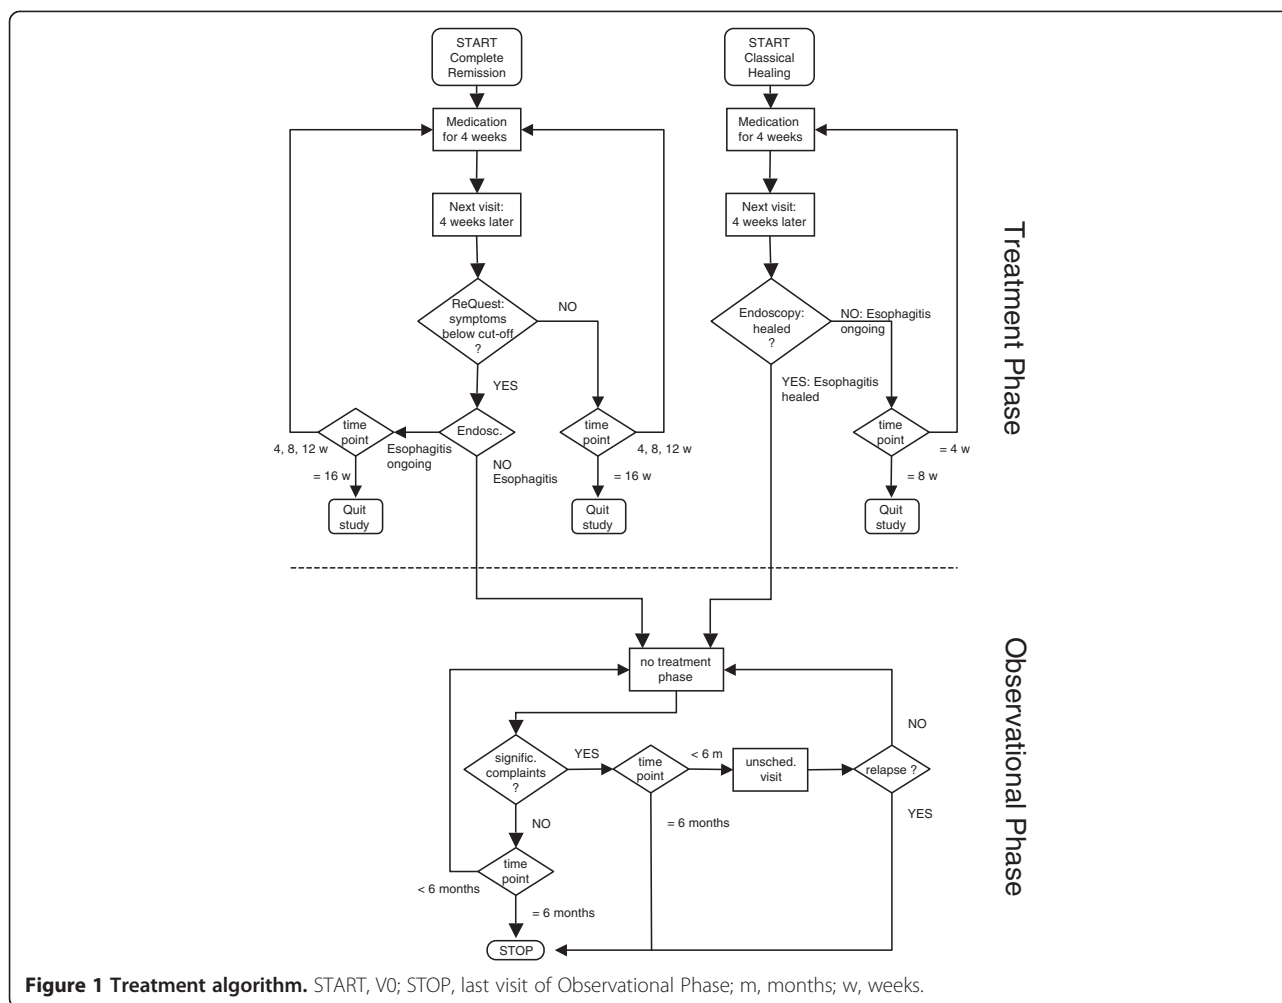 START
Complete
Remission
START
Classical
Healing
Medication
for 4 weeks
Medication
for 4 weeks
Next visit:
4 weeks later
Next visit:
4 weeks later
ReQuest:
symptoms
below cut-off
?
NO
Endoscopy:
healed
?
NO: Esophagitis
ongoing
YES
YES: Esophagitis
healed
time
point
Endosc.
time
point
time
point
4, 8, 12 w
Esophagitis
ongoing
4, 8, 12 w
= 4 w
= 16 w
NO
Esophagitis
= 16 w
= 8 w
Quit
study
Quit
study
Quit
study
Treatment Phase
no treatment
phase
NO
signific.
complaints
?
YES
time
point
< 6 m
unsched.
visit
relapse ?
YES
NO
= 6 months
time
point
< 6 months
= 6 months
STOP
Observational Phase
Figure 1 Treatment algorithm. START, V0; STOP, last visit of Observational Phase; m, months; w, weeks.